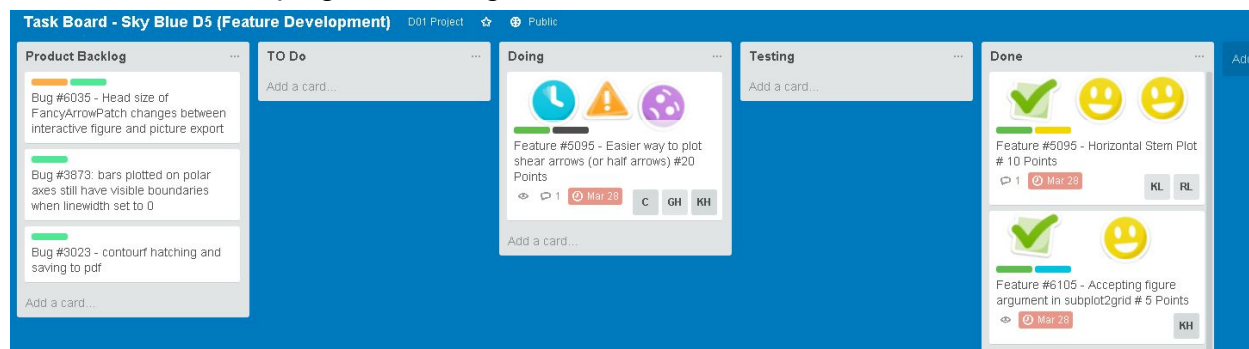 Task Board - Sky Blue D5 (Feature Development) D01 Project Public
Product Backlog
Bug #6035 - Head size of
FancyArrowPatch changes between
interactive figure and picture export
Bug #3873: bars plotted on polar
axes still have visible boundaries
when linewidth set to 0
Bug #3023 - contourf hatching and
saving to pdf
Add a card...
TO Do
Add a card...
Doing
Feature #5095 - Easier way to plot
shear arrows (or half arrows) #20
Points
1 Mar 28 C GH KH
Add a card...
Testing
Add a card...
Done
Feature #5095 - Horizontal Stem Plot
# 10 Points
1 Mar 28 KL RL
Feature #6105 - Accepting figure
argument in subplot2grid # 5 Points
Mar 28 KH